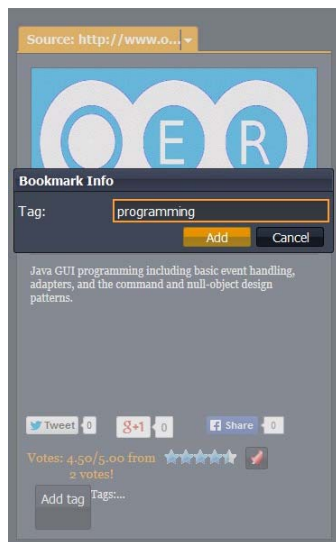 Source: http://www.o...
OER
Bookmark Info
Tag: programming
Add Cancel
Java GUI programming including basic event handling,
adapters, and the command and null-object design
patterns.
Tweet 0 g+1 0 Share 0
Votes: 4.50/5.00 from
2 votes!
Add tag Tags:...